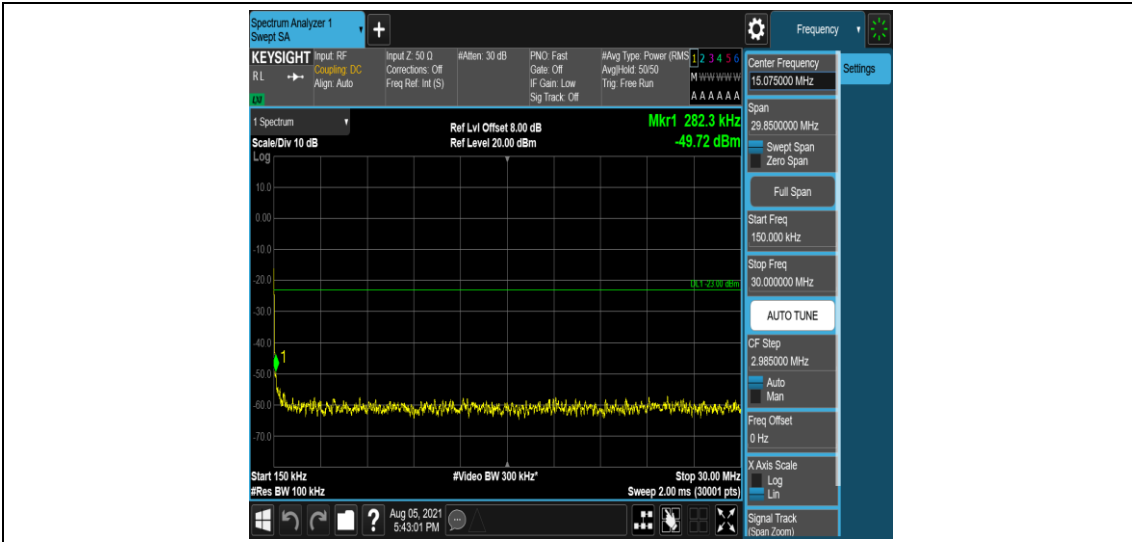 Spectrum Analyzer 1
Swept SA
Frequency
KEYSIGHT
RL
LXI
Input: RF
Coupling: DC
Align: Auto
Input Z: 50 Ω
Corrections: Off
Freq Ref: Int (S)
#Atten: 30 dB
PNO: Fast
Gate: Off
IF Gain: Low
Sig Track: Off
#Avg Type: Power (RMS
Avg|Hold: 50/50
Trig: Free Run
1 2 3 4 5 6
M W W W W W
A A A A A A
1 Spectrum
Scale/Div 10 dB
Log
Ref Lvl Offset 8.00 dB
Ref Level 20.00 dBm
Mkr1 282.3 kHz
-49.72 dBm
10.0
0.00
-10.0
-20.0
DL1 -23.00 dBm
-30.0
-40.0
1
-50.0
-60.0
-70.0
Start 150 kHz
#Res BW 100 kHz
#Video BW 300 kHz*
Stop 30.00 MHz
Sweep 2.00 ms (30001 pts)
Aug 05, 2021
5:43:01 PM
Center Frequency
15.075000 MHz
Settings
Span
29.8500000 MHz
Swept Span
Zero Span
Full Span
Start Freq
150.000 kHz
Stop Freq
30.000000 MHz
AUTO TUNE
CF Step
2.985000 MHz
Auto
Man
Freq Offset
0 Hz
X Axis Scale
Log
Lin
Signal Track
(Span Zoom)